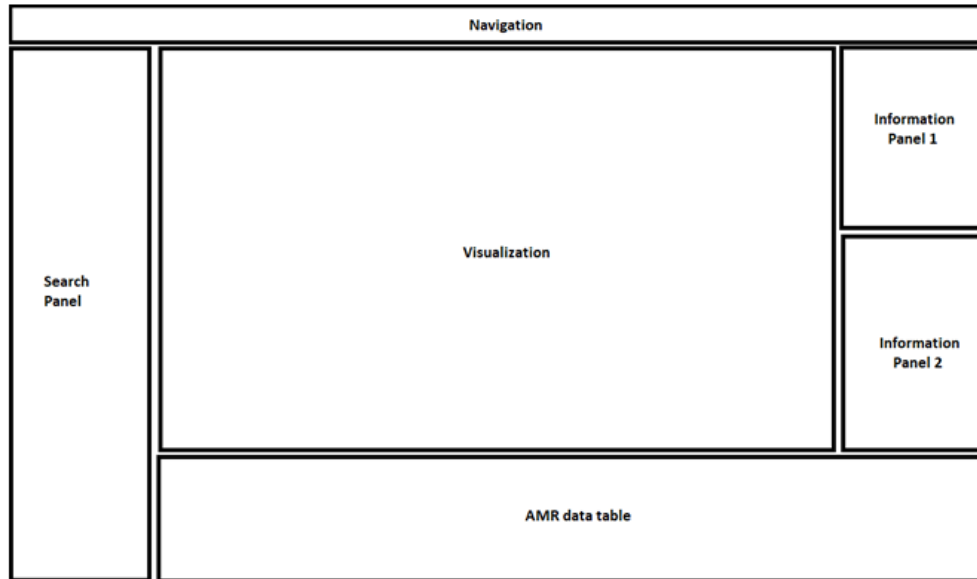 Navigation
Search
Panel
Visualization
Information
Panel 1
Information
Panel 2
AMR data table